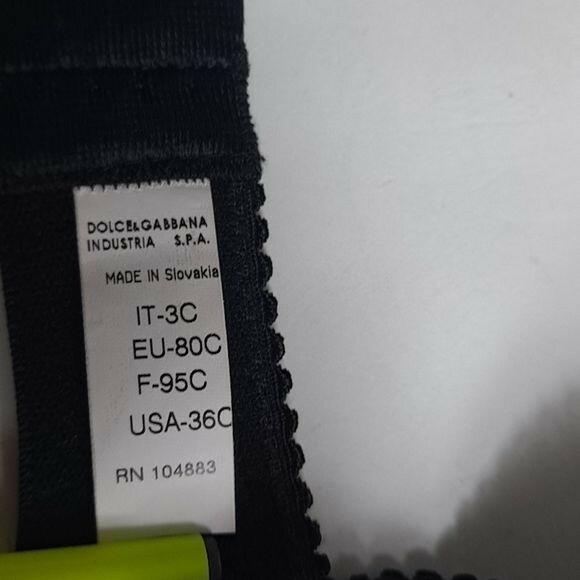 DOLCE&GABBANA
INDUSTRIA S.P.A.
MADE IN Slovakia
IT-3C
EU-80C
F-95C
USA-36C
RN 104883